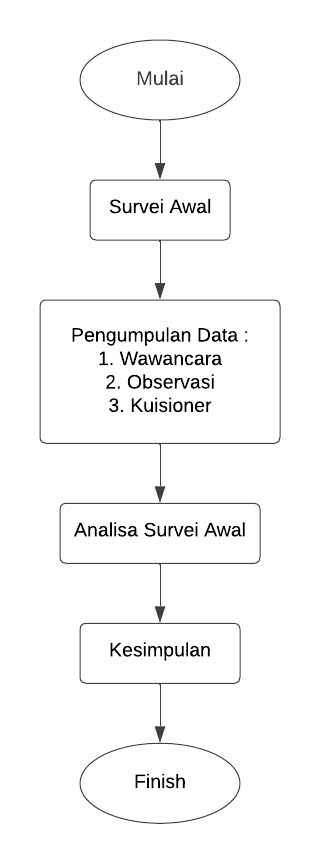 Mulai
Survei Awal
Pengumpulan Data :
1. Wawancara
2. Observasi
3. Kuisioner
Analisa Survei Awal
Kesimpulan
Finish